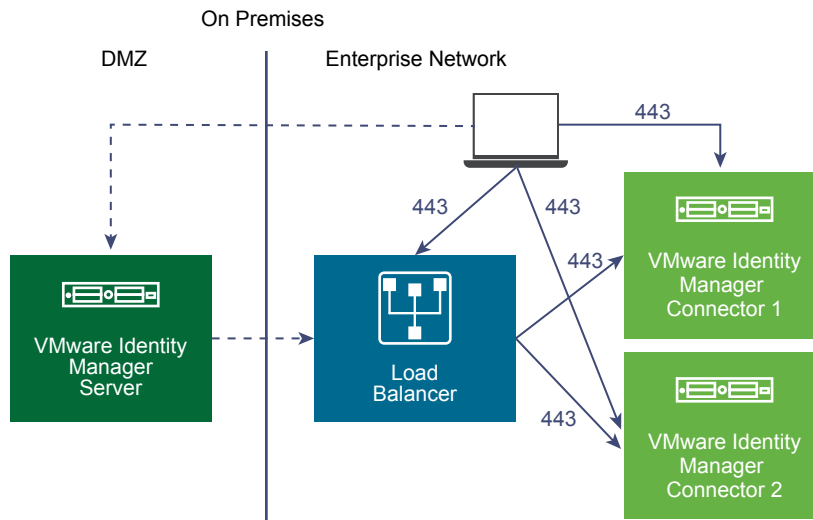 On Premises
DMZ
Enterprise Network
443
443
443
443
VMware Identity
Manager
Connector 1
VMware Identity
Manager
Server
Load
Balancer
443
VMware Identity
Manager
Connector 2